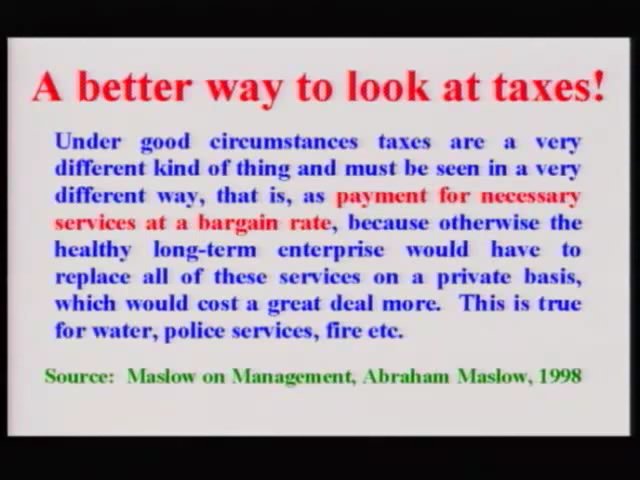 A better way to look at taxes!
Under good circumstances taxes are a very
different kind of thing and must be seen in a very
different way, that is, as payment for necessary
services at a bargain rate, because otherwise the
healthy long-term enterprise would have to
replace all of these services on a private basis,
which would cost a great deal more. This is true
for water, police services, fire etc.
Source: Maslow on Management, Abraham Maslow, 1998